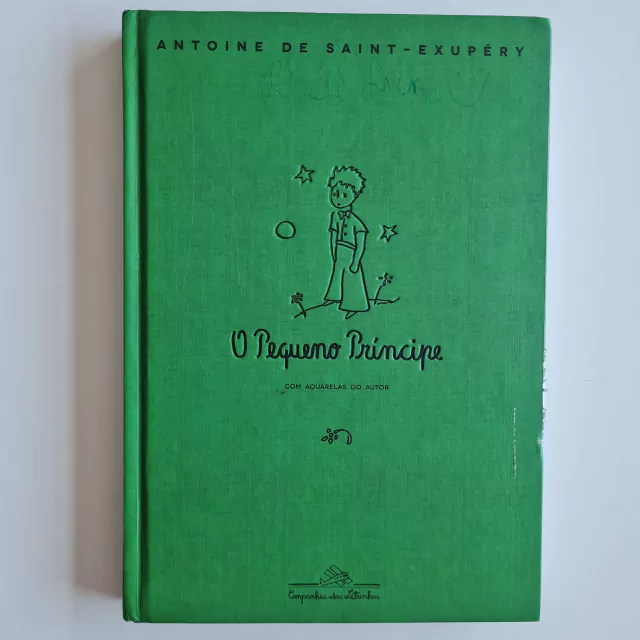 ANTOINE DE SAINT-EXUPÉRY
O Pequeno Príncipe
COM AQUARELAS DO AUTOR
Companhia das Letrinhas